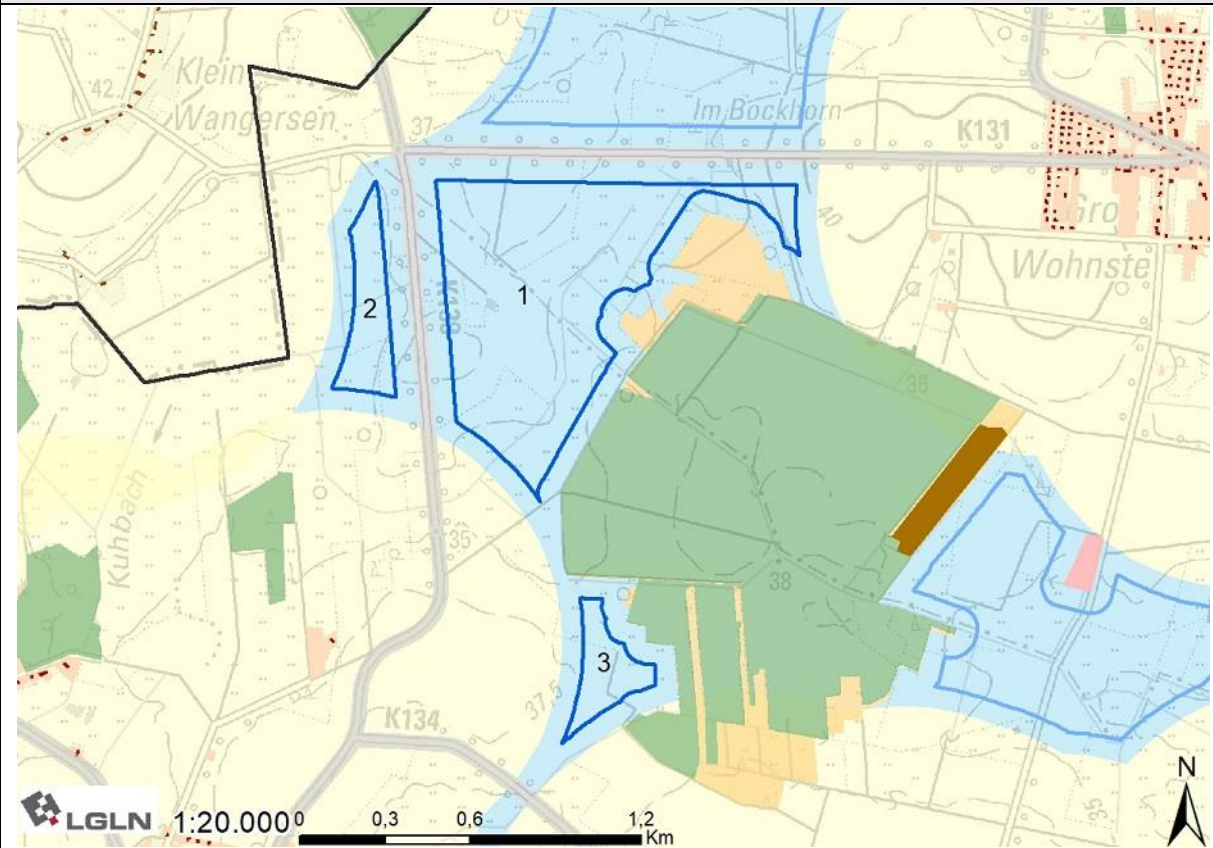 Klein
Wangersen
42.
37
Im Bockhorn
K131
40
Gro
Wohnste
1
2
K133
36
Kuhbach
35
38
3
37.5
K134
35
N
LGLN 1:20.000 0 0,3 0,6 1,2
Km